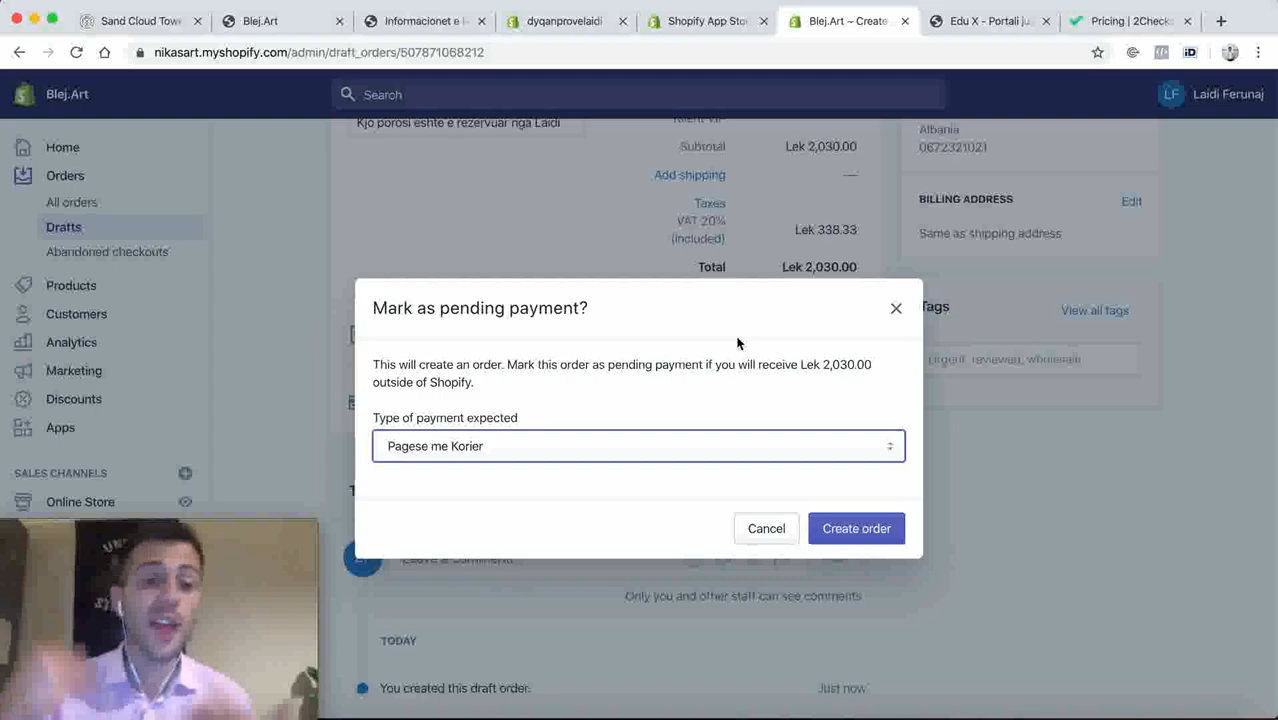 Sand Cloud Tow
Blej.Art
Informacionet e
dyqanprovelaidi
Shopify App Sto
Blej.Art ~ Create
Edu X - Portali ju
Pricing | 2Check
nikasart.myshopify.com/admin/draft_orders/507871068212
Blej.Art
Search
LF
Laidi Ferunaj
Home
Orders
All orders
Drafts
Abandoned checkouts
Products
Customers
Analytics
Marketing
Discounts
Apps
SALES CHANNELS
Online Store
Kjo porosi eshte e rezervuar nga Laidi
Klient VIP
Subtotal
Lek 2,030.00
Add shipping
—
Taxes
VAT 20%
(included)
Lek 338.33
Total
Lek 2,030.00
Albania
0672321021
BILLING ADDRESS
Edit
Same as shipping address
Tags
View all tags
Urgent, reviewed, wholesale
Mark as pending payment?
This will create an order. Mark this order as pending payment if you will receive Lek 2,030.00
outside of Shopify.
Type of payment expected
Pagese me Korier
Cancel
Create order
Only you and other staff can see comments
TODAY
You created this draft order.
Just now